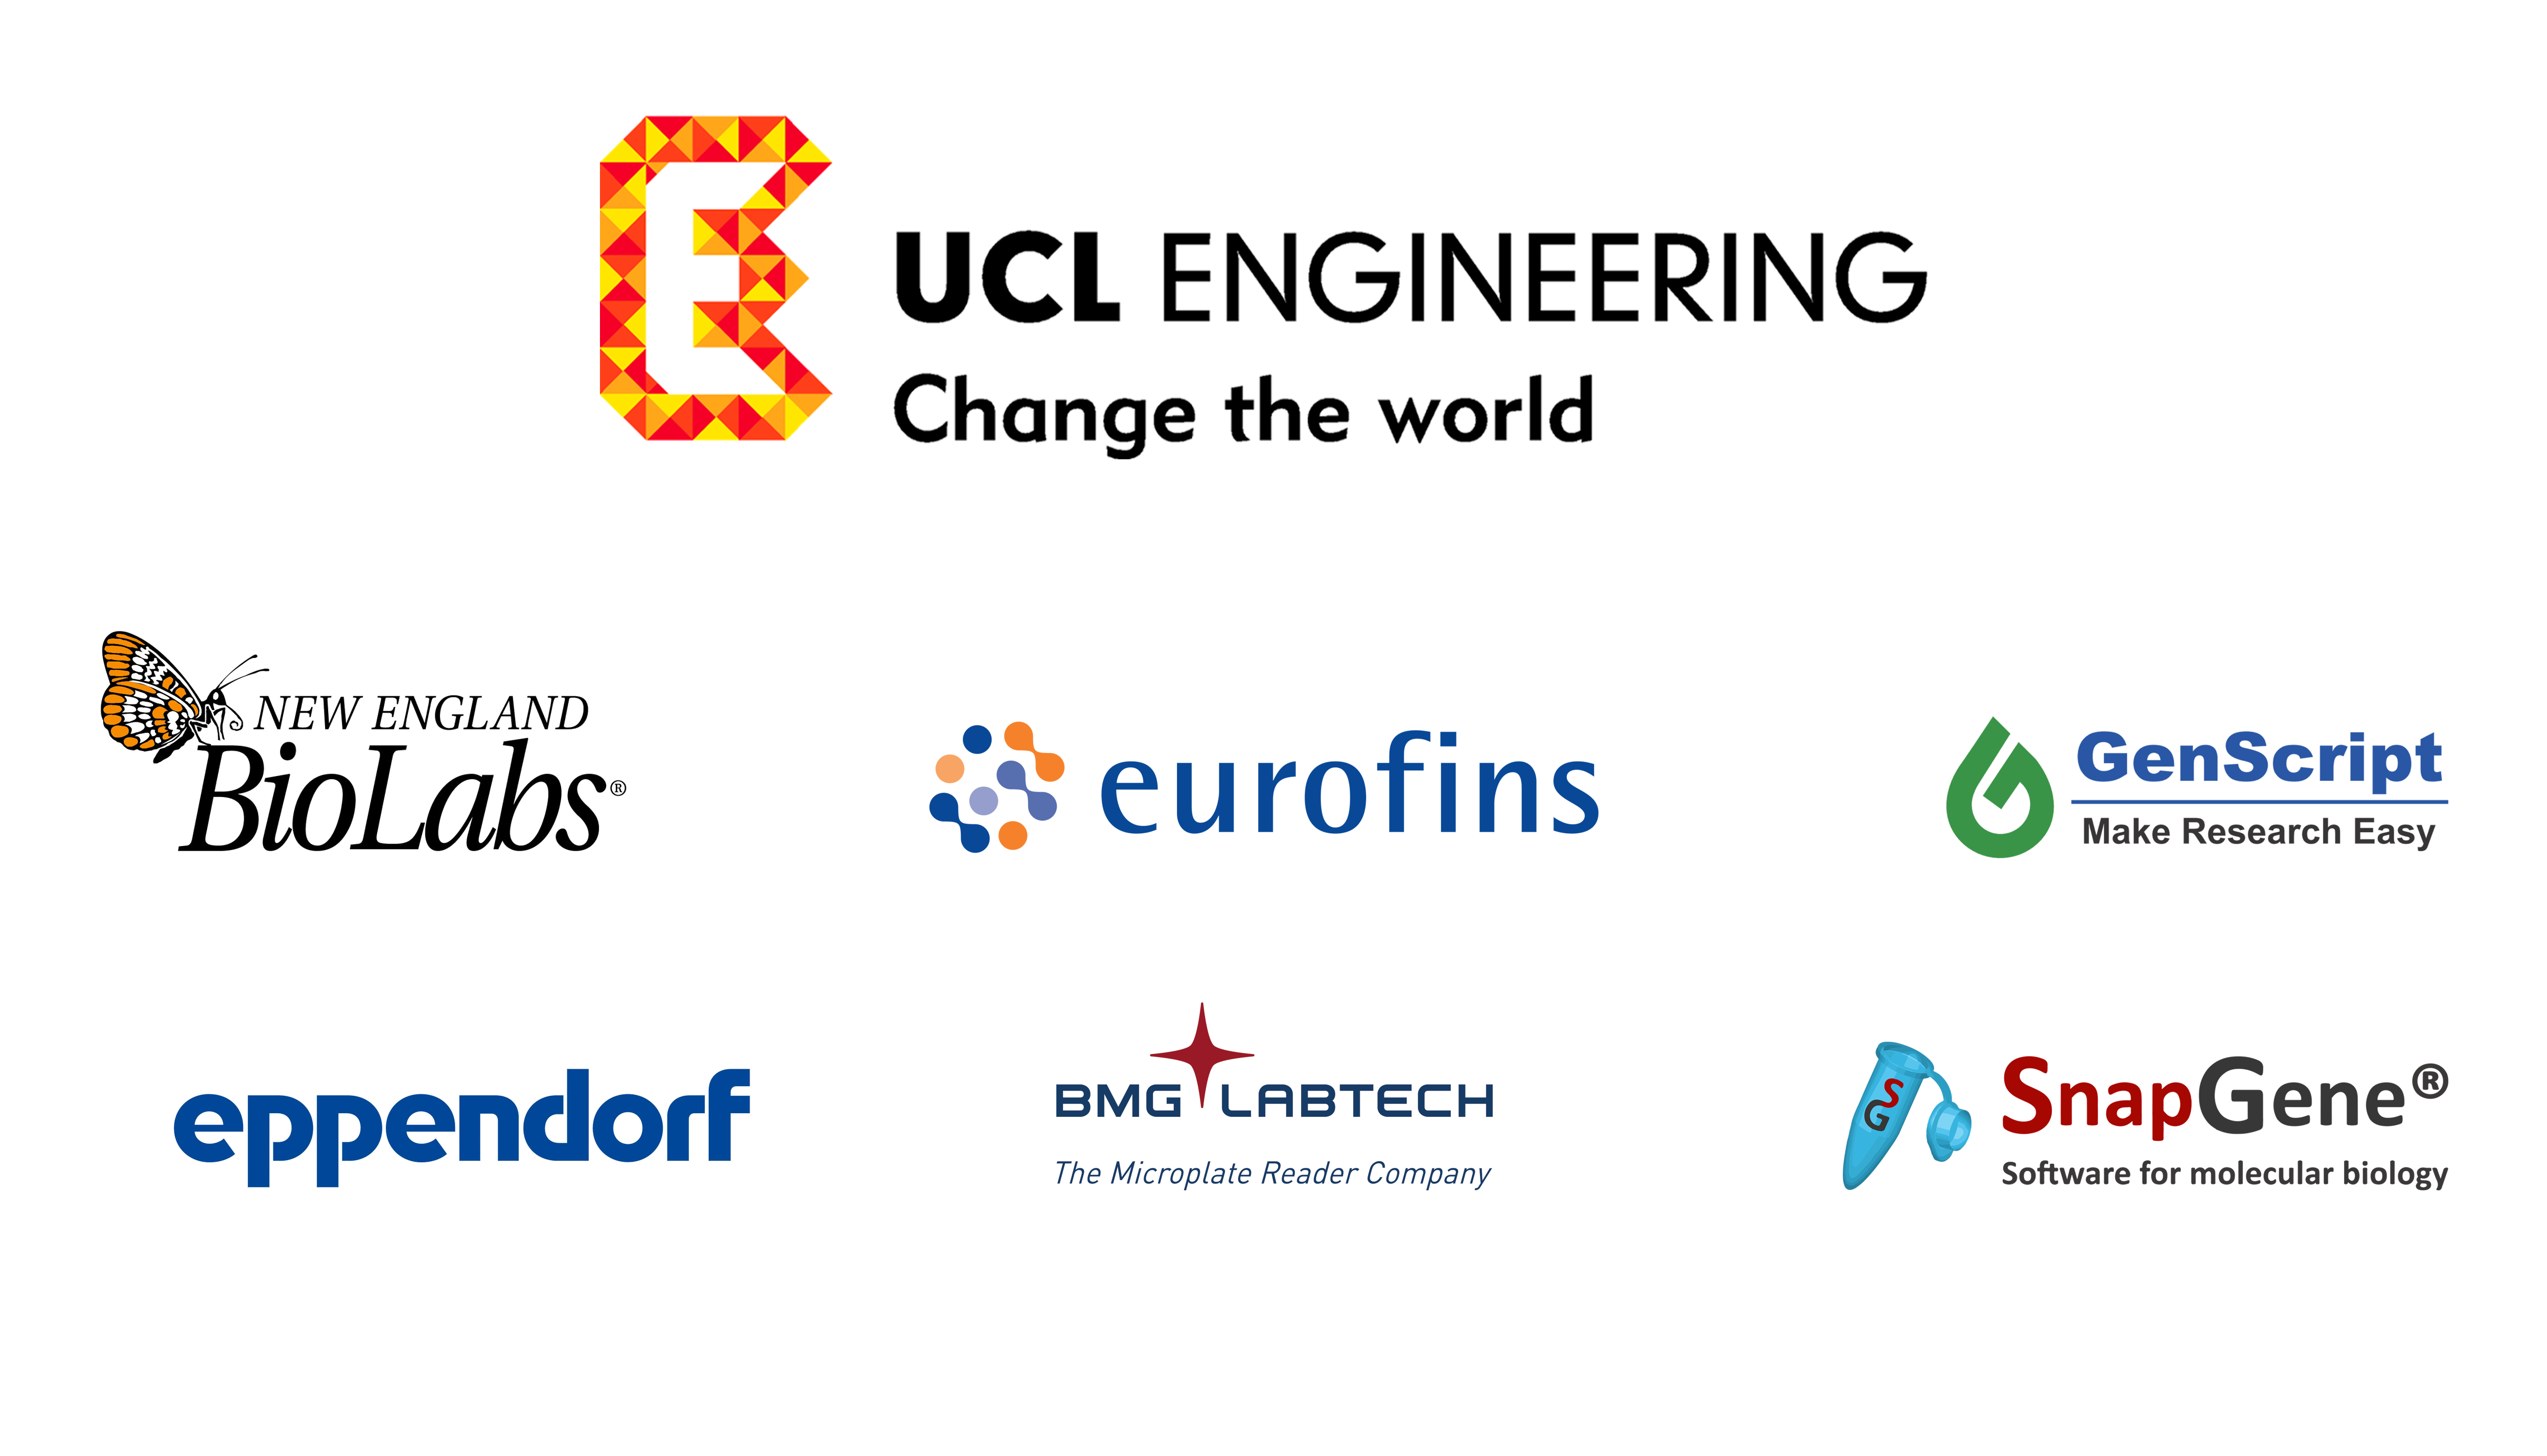 UCL ENGINEERING
Change the world
NEW ENGLAND
BioLabs®
eurofins
GenScript
Make Research Easy
eppendorf
BMG LABTECH
The Microplate Reader Company
SG
SnapGene®
Software for molecular biology